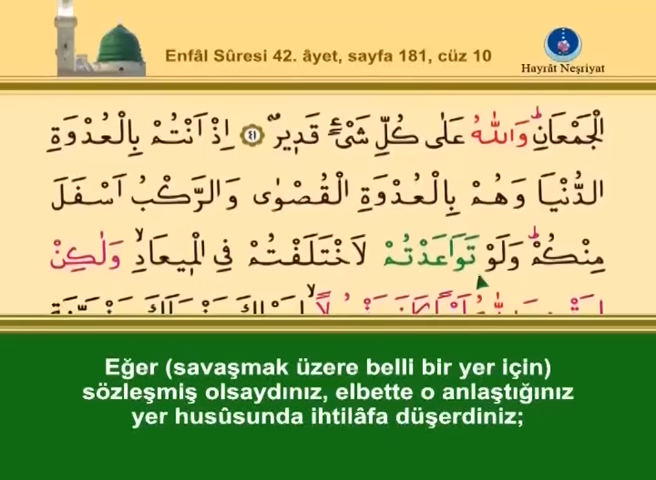 Enfâl Sûresi 42. âyet, sayfa 181, cüz 10
Hayrât Neşriyat
الْجَمْعَانِۜ وَاللّٰهُ عَلٰى كُلِّ شَيْءٍ قَد۪يرٌ ﴿٤١﴾ اِذْ اَنْتُمْ بِالْعُدْوَةِ
الدُّنْيَا وَهُمْ بِالْعُدْوَةِ الْقُصْوٰى وَالرَّكْبُ اَسْفَلَ
مِنْكُمْۜ وَلَوْ تَوَاعَدْتُمْ لَاخْتَلَفْتُمْ فِي الْم۪يعَادِۙ وَلٰكِنْ
Eğer (savaşmak üzere belli bir yer için)
sözleşmiş olsaydınız, elbette o anlaştığınız
yer husûsunda ihtilâfa düşerdiniz;